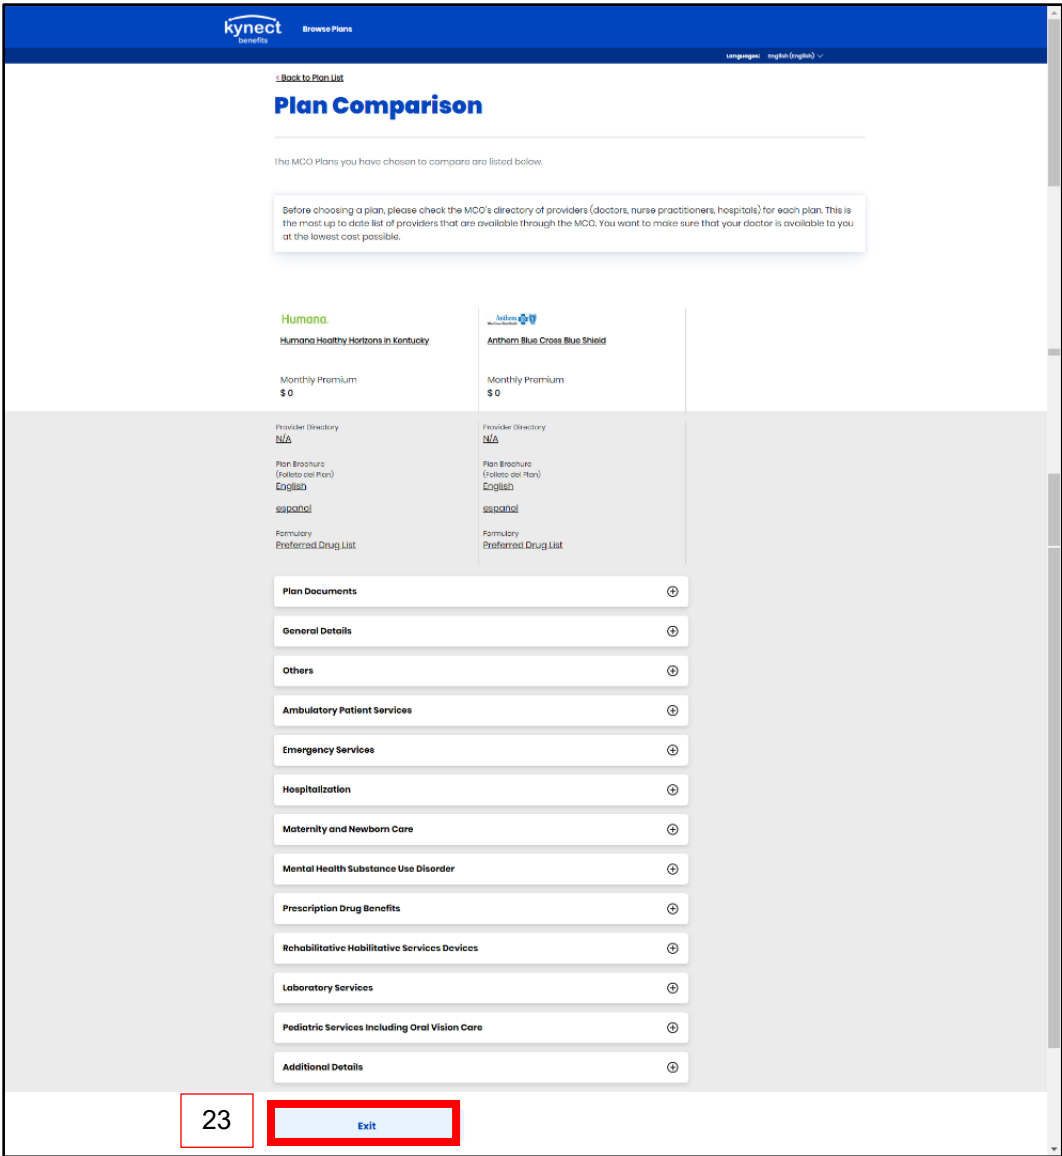 kynect
benefits
Browse Plans
Languages: English (English)
< Back to Plan List
Plan Comparison
The MCO Plans you have chosen to compare are listed below.
Before choosing a plan, please check the MCO's directory of providers (doctors, nurse practitioners, hospitals) for each plan. This is
the most up to date list of providers that are available through the MCO. You want to make sure that your doctor is available to you
at the lowest cost possible.
Humana.
Humana Healthy Horizons in Kentucky
Monthly Premium
$ 0
Anthem
Anthem Blue Cross Blue Shield
Monthly Premium
$ 0
Provider Directory
N/A
Plan Brochure
(Folleto del Plan)
English
español
Formulary
Preferred Drug List
Provider Directory
N/A
Plan Brochure
(Folleto del Plan)
English
español
Formulary
Preferred Drug List
Plan Documents
General Details
Others
Ambulatory Patient Services
Emergency Services
Hospitalization
Maternity and Newborn Care
Mental Health Substance Use Disorder
Prescription Drug Benefits
Rehabilitative Habilitative Services Devices
Laboratory Services
Pediatric Services Including Oral Vision Care
Additional Details
23
Exit